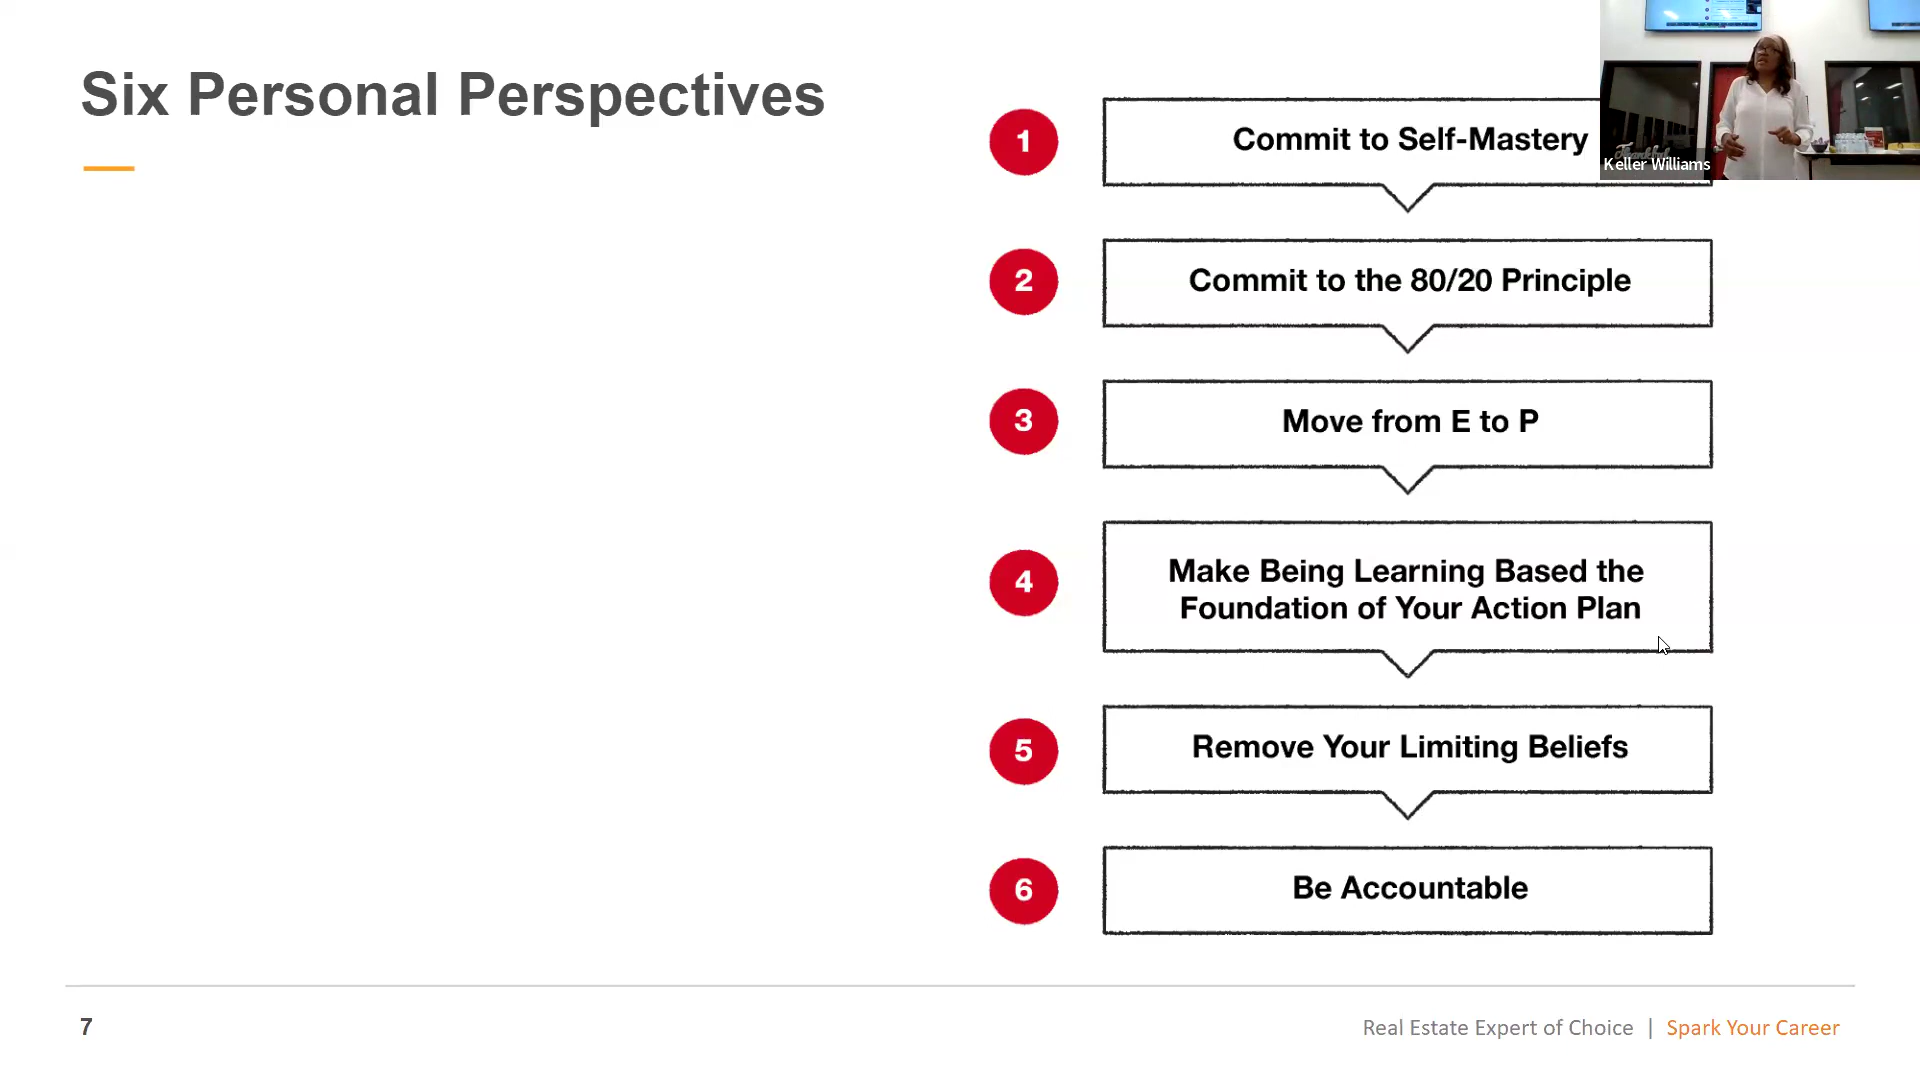 Six Personal Perspectives
1
Commit to Self-Mastery
2
Commit to the 80/20 Principle
3
Move from E to P
4
Make Being Learning Based the
Foundation of Your Action Plan
5
Remove Your Limiting Beliefs
6
Be Accountable
Thankful
Keller Williams
7
Real Estate Expert of Choice | Spark Your Career